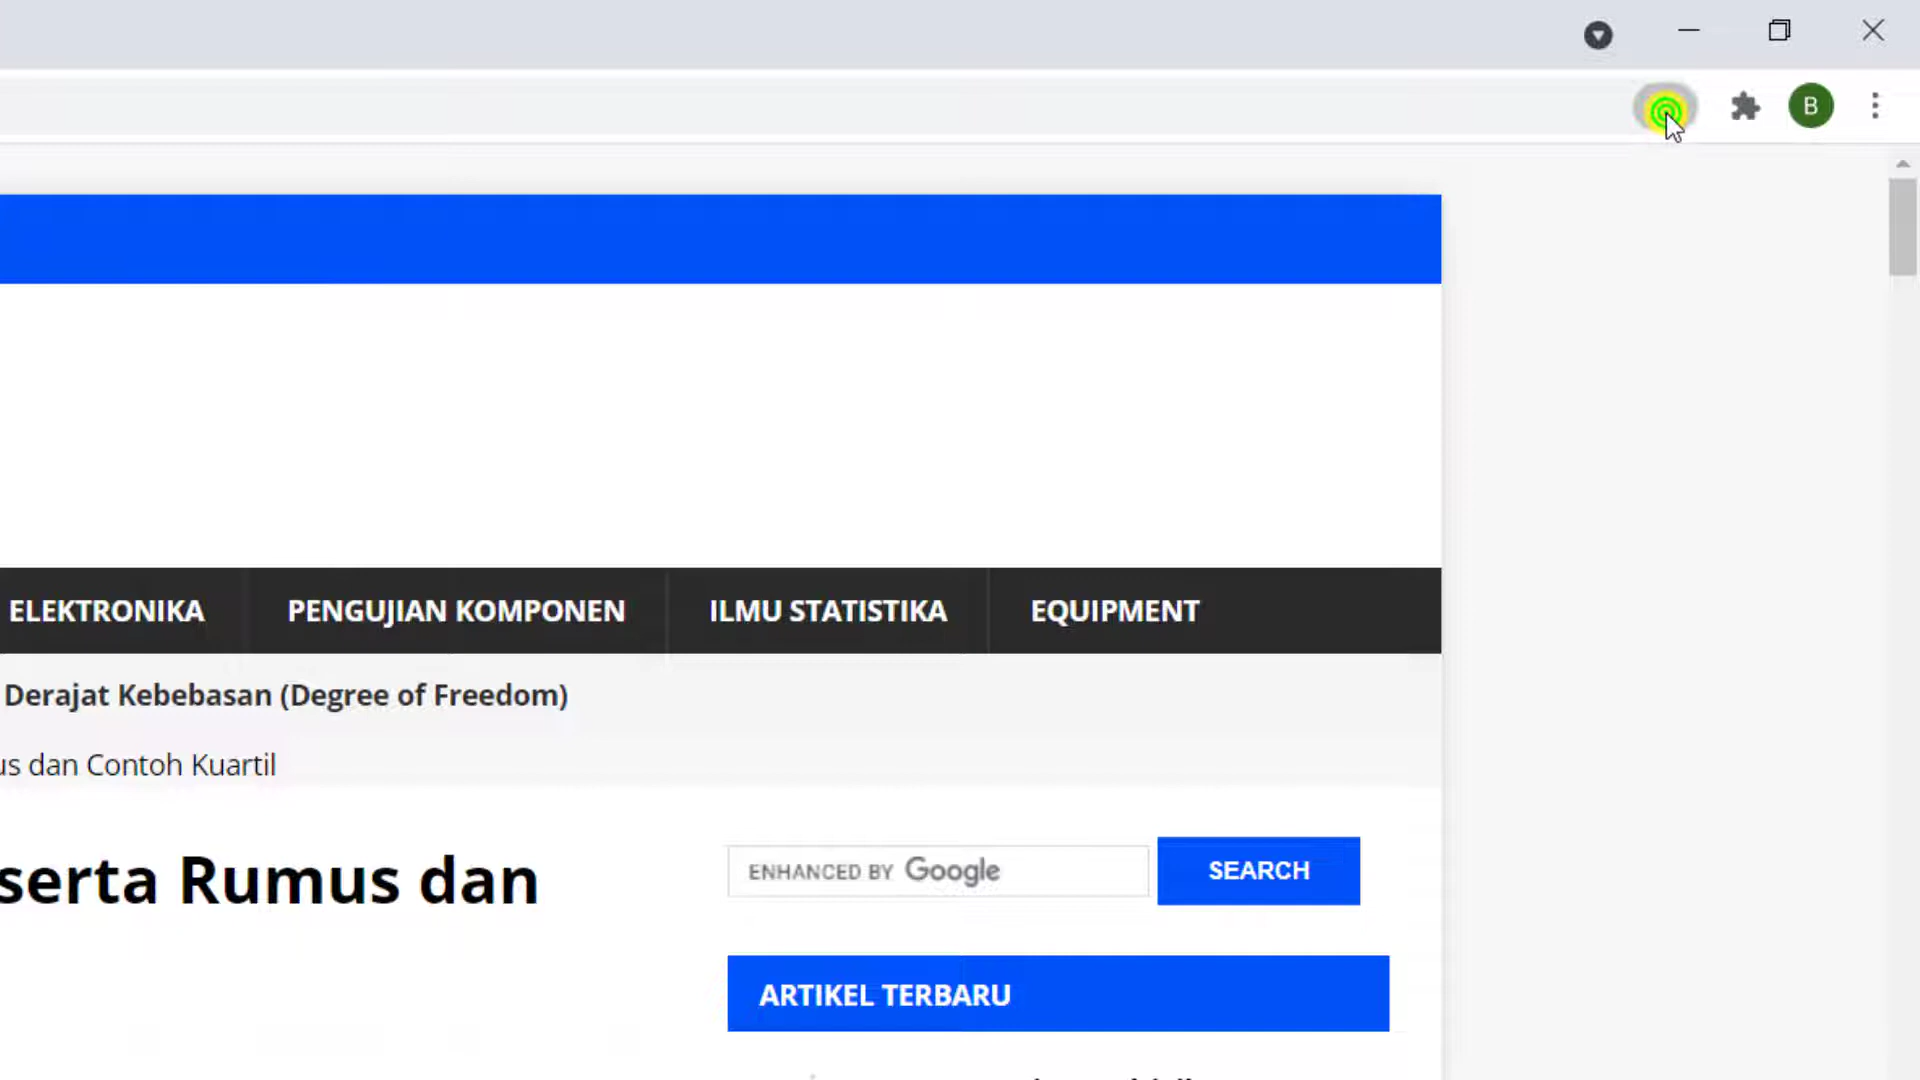 B
ELEKTRONIKA PENGUJIAN KOMPONEN ILMU STATISTIKA EQUIPMENT
Derajat Kebebasan (Degree of Freedom)
dan Contoh Kuartil
serta Rumus dan
ENHANCED BY Google SEARCH
ARTIKEL TERBARU